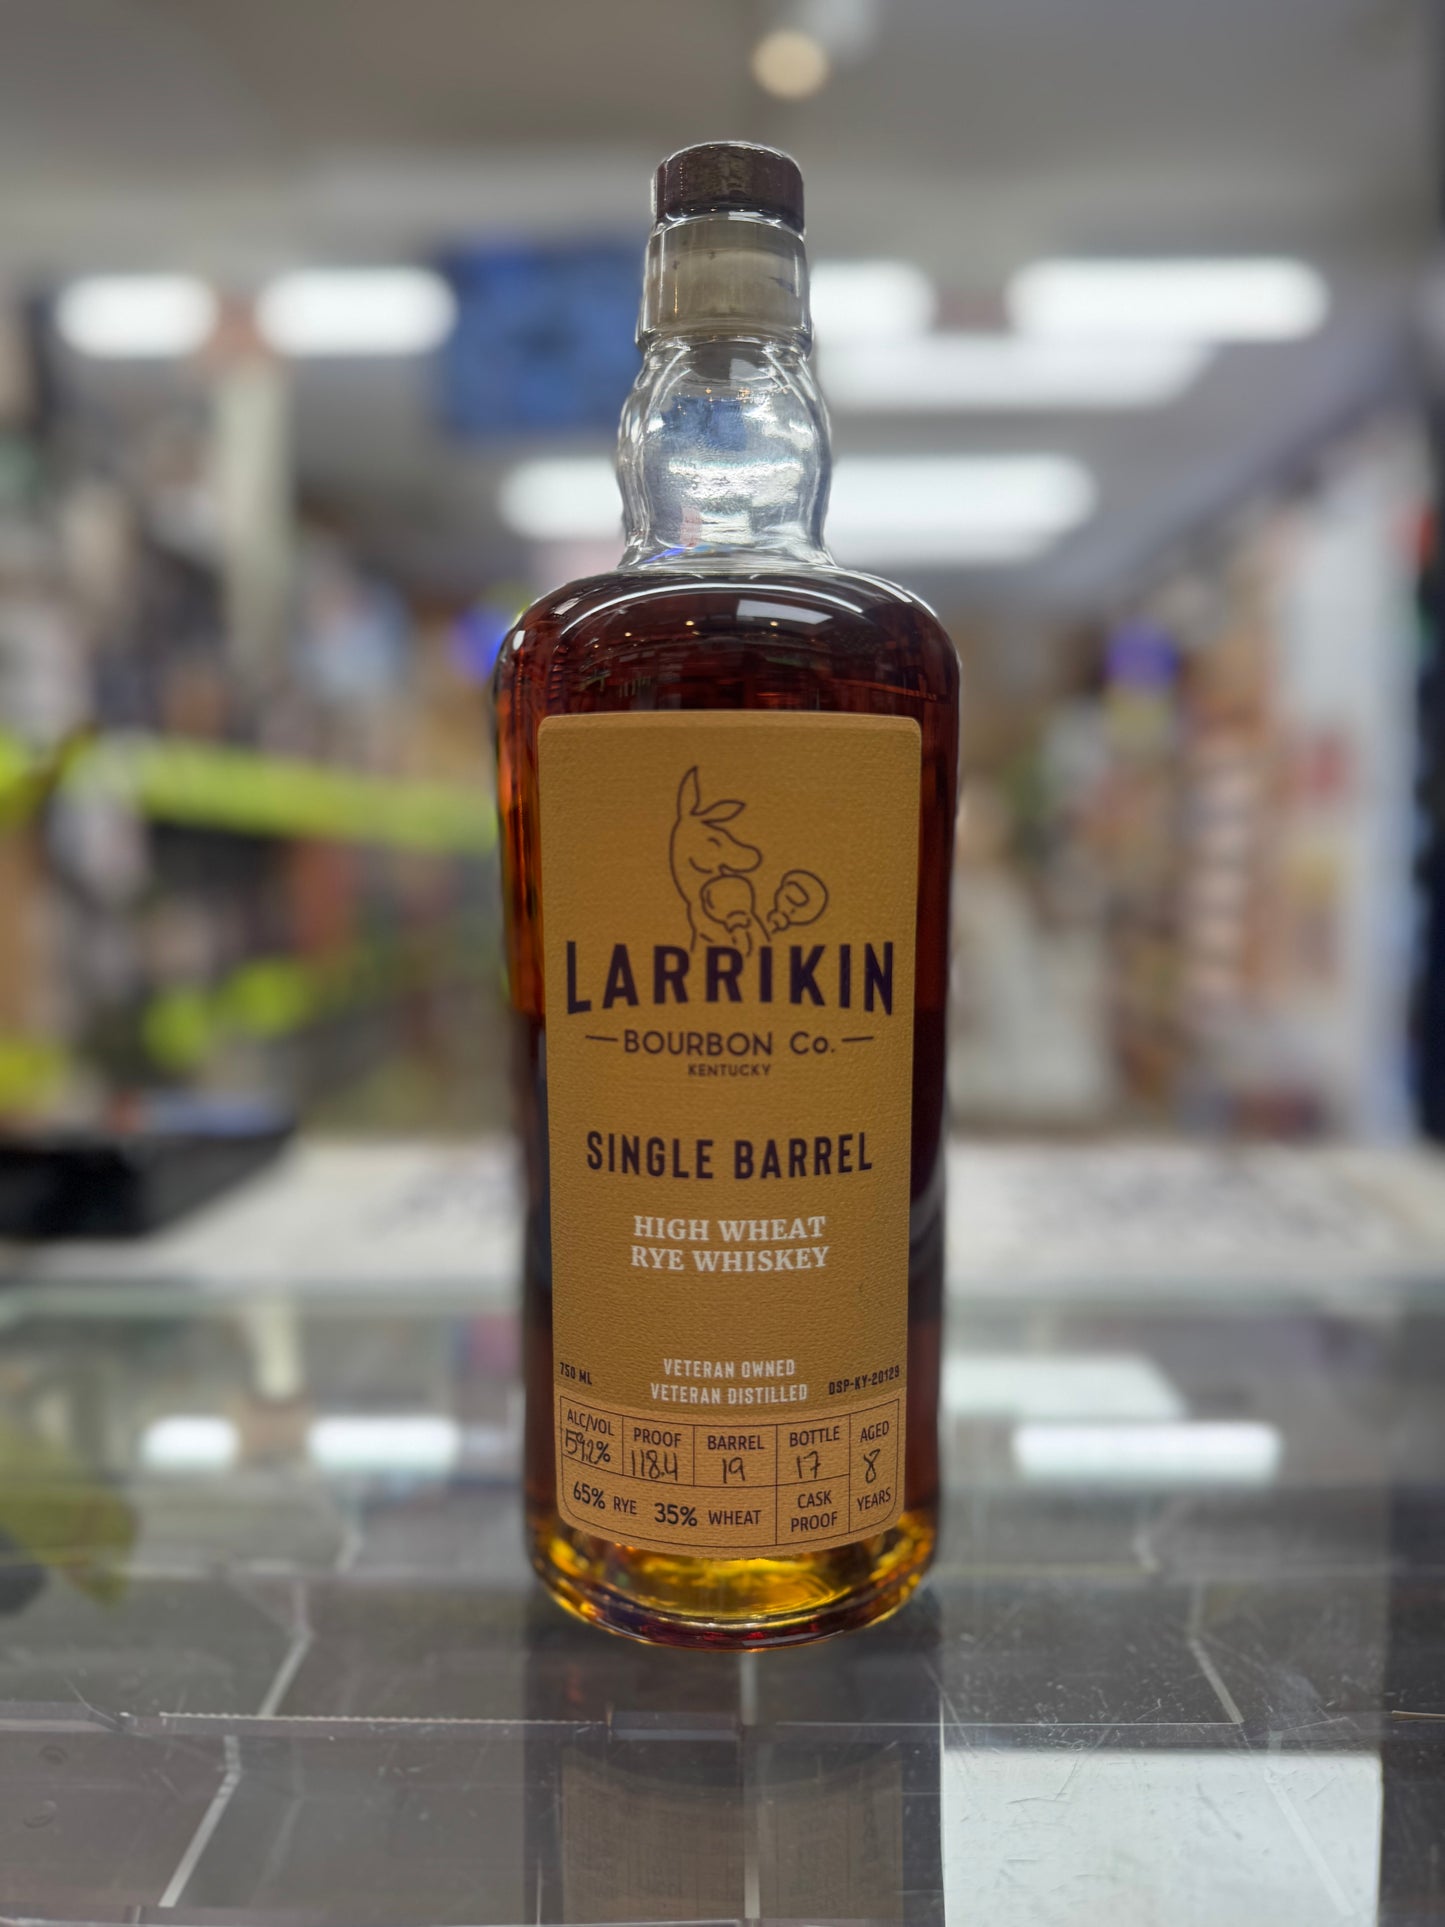 LARRIKIN
BOURBON Co.
KENTUCKY
SINGLE BARREL
HIGH WHEAT
RYE WHISKEY
VETERAN OWNED
750 ML VETERAN DISTILLED DSP-KY-20129
ALC/VOL PROOF BARREL BOTTLE AGED
59.2% 118.4 19 17 8
65% RYE 35% WHEAT CASK PROOF YEARS